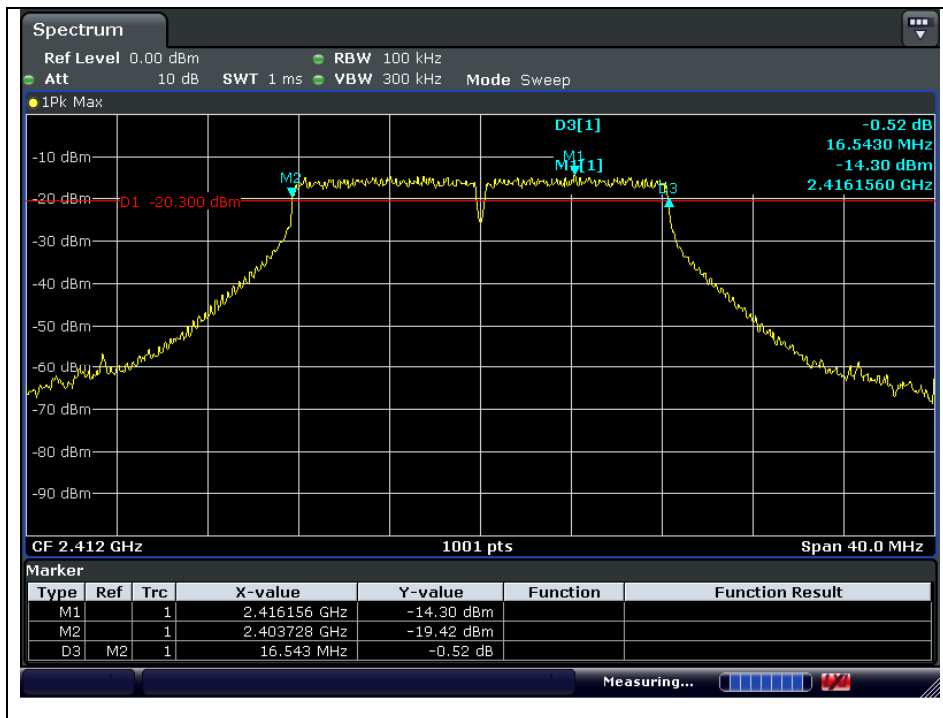 Spectrum
Ref Level 0.00 dBm RBW 100 kHz
Att 10 dB SWT 1 ms VBW 300 kHz Mode Sweep
1Pk Max
D3[1] -0.52 dB
16.5430 MHz
M1[1] -14.30 dBm
2.4161560 GHz
M1
M2
D3
D1 -20.300 dBm
-10 dBm
-20 dBm
-30 dBm
-40 dBm
-50 dBm
-60 dBm
-70 dBm
-80 dBm
-90 dBm
CF 2.412 GHz 1001 pts Span 40.0 MHz
Marker
Type Ref Trc X-value Y-value Function Function Result
M1 1 2.416156 GHz -14.30 dBm
M2 1 2.403728 GHz -19.42 dBm
D3 M2 1 16.543 MHz -0.52 dB
Measuring...